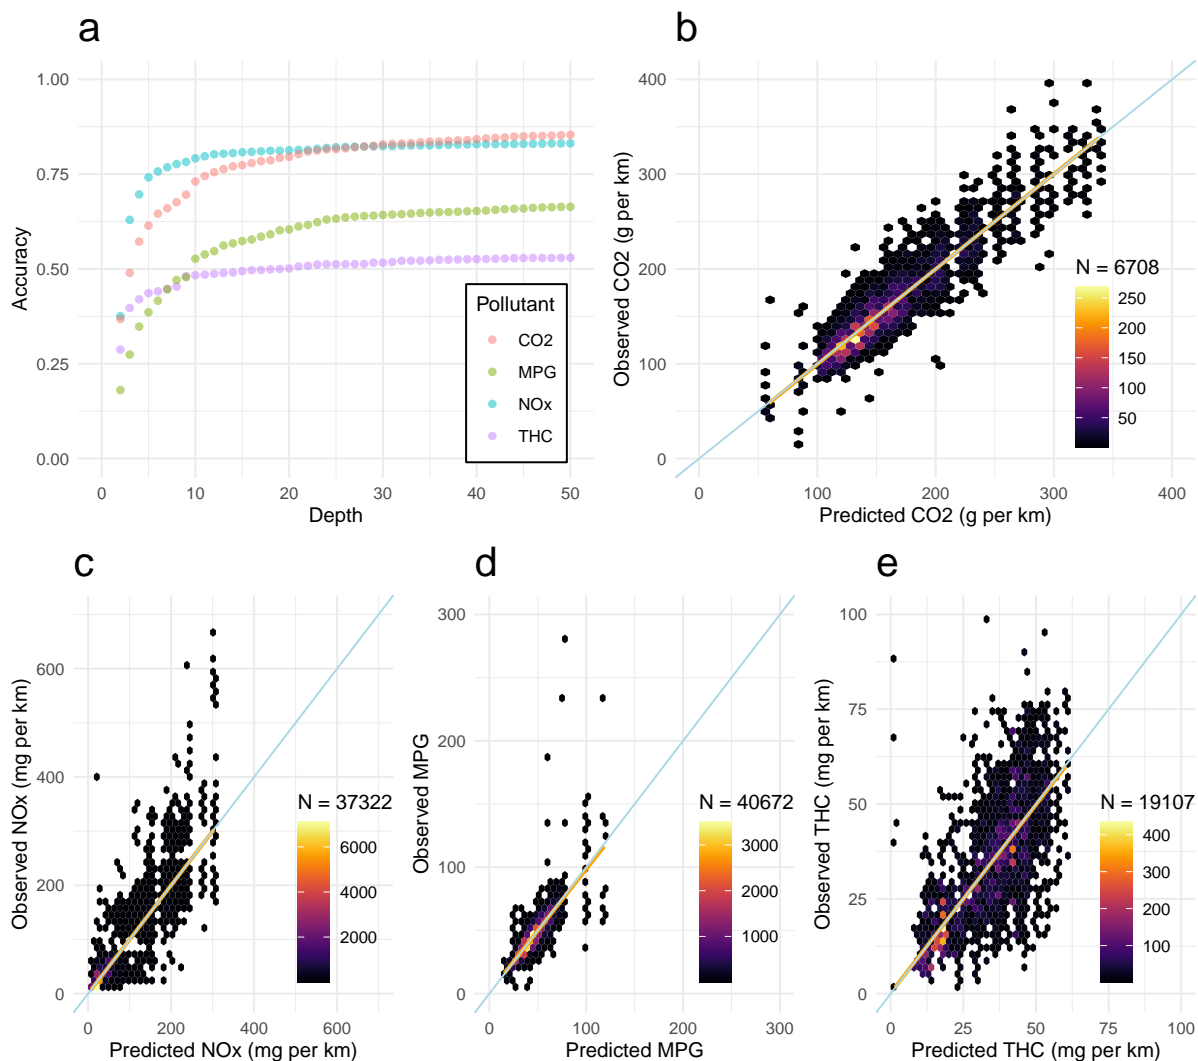 a
1.00
0.75
0.50
0.25
0.00
Accuracy
0
10
20
30
40
50
Depth
Pollutant
CO2
MPG
NOx
THC
b
400
300
200
100
0
Observed CO2 (g per km)
0
100
200
300
400
Predicted CO2 (g per km)
N = 6708
250
200
150
100
50
c
600
400
200
0
Observed NOx (mg per km)
0
200
400
600
Predicted NOx (mg per km)
N = 37322
6000
4000
2000
d
300
200
100
0
Observed MPG
0
100
200
300
Predicted MPG
N = 40672
3000
2000
1000
e
100
75
50
25
0
Observed THC (mg per km)
0
25
50
75
100
Predicted THC (mg per km)
N = 19107
400
300
200
100